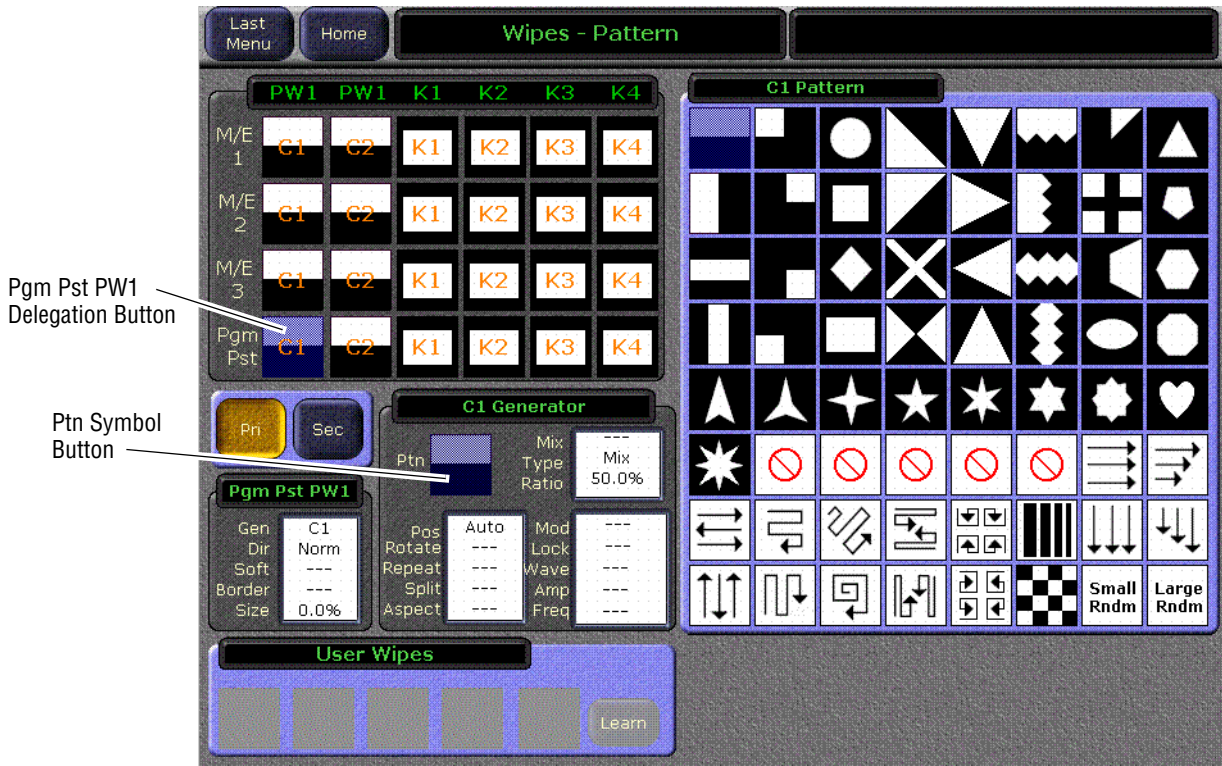 Last
Menu
Home
Wipes - Pattern
PW1 PW1 K1 K2 K3 K4
M/E
1
C1 C2 K1 K2 K3 K4
M/E
2
C1 C2 K1 K2 K3 K4
M/E
3
C1 C2 K1 K2 K3 K4
Pgm
Pst
C1 C2 K1 K2 K3 K4
Pgm Pst PW1
Delegation Button
Ptn Symbol
Button
Pri
Sec
C1 Generator
Ptn
Mix --- 
Type Mix
Ratio 50.0%
Pgm Pst PW1
Gen C1
Dir Norm
Soft ---
Border ---
Size 0.0%
Pos Auto
Rotate ---
Repeat ---
Split ---
Aspect ---
Mod ---
Lock ---
Wave ---
Amp ---
Freq ---
User Wipes
Learn
C1 Pattern
Small
Rndm
Large
Rndm